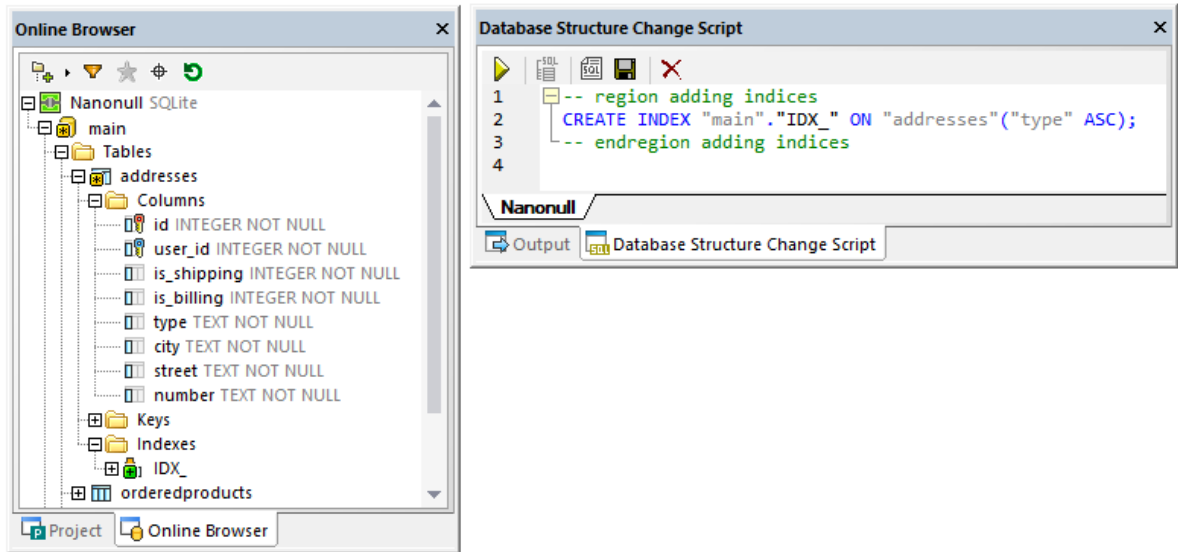 Online Browser
Nanonull SQLite
main
Tables
addresses
Columns
id INTEGER NOT NULL
user_id INTEGER NOT NULL
is_shipping INTEGER NOT NULL
is_billing INTEGER NOT NULL
type TEXT NOT NULL
city TEXT NOT NULL
street TEXT NOT NULL
number TEXT NOT NULL
Keys
Indexes
IDX_
orderedproducts
Project Online Browser
Database Structure Change Script
1 -- region adding indices
2 CREATE INDEX "main"."IDX_" ON "addresses"("type" ASC);
3 -- endregion adding indices
4
Nanonull
Output Database Structure Change Script